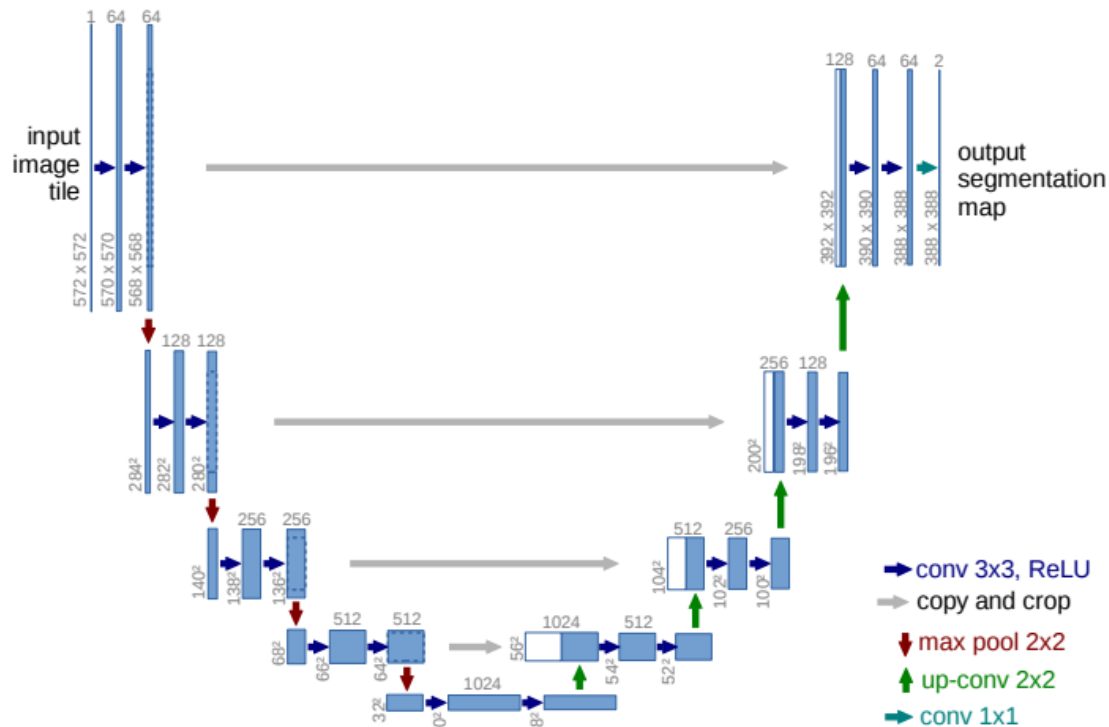 1 64 64
input
image
tile
572 x 572
570 x 570
568 x 568
128 64 64 2
392 x 392
390 x 390
388 x 388
388 x 388
output
segmentation
map
128 128
284²
282²
280²
256 128
200²
198²
196²
256 256
140²
138²
136²
512 256
104²
102²
100²
512 512
68²
66²
64²
1024 512
56²
54²
52²
1024
32²
0²
8²
conv 3x3, ReLU
copy and crop
max pool 2x2
up-conv 2x2
conv 1x1